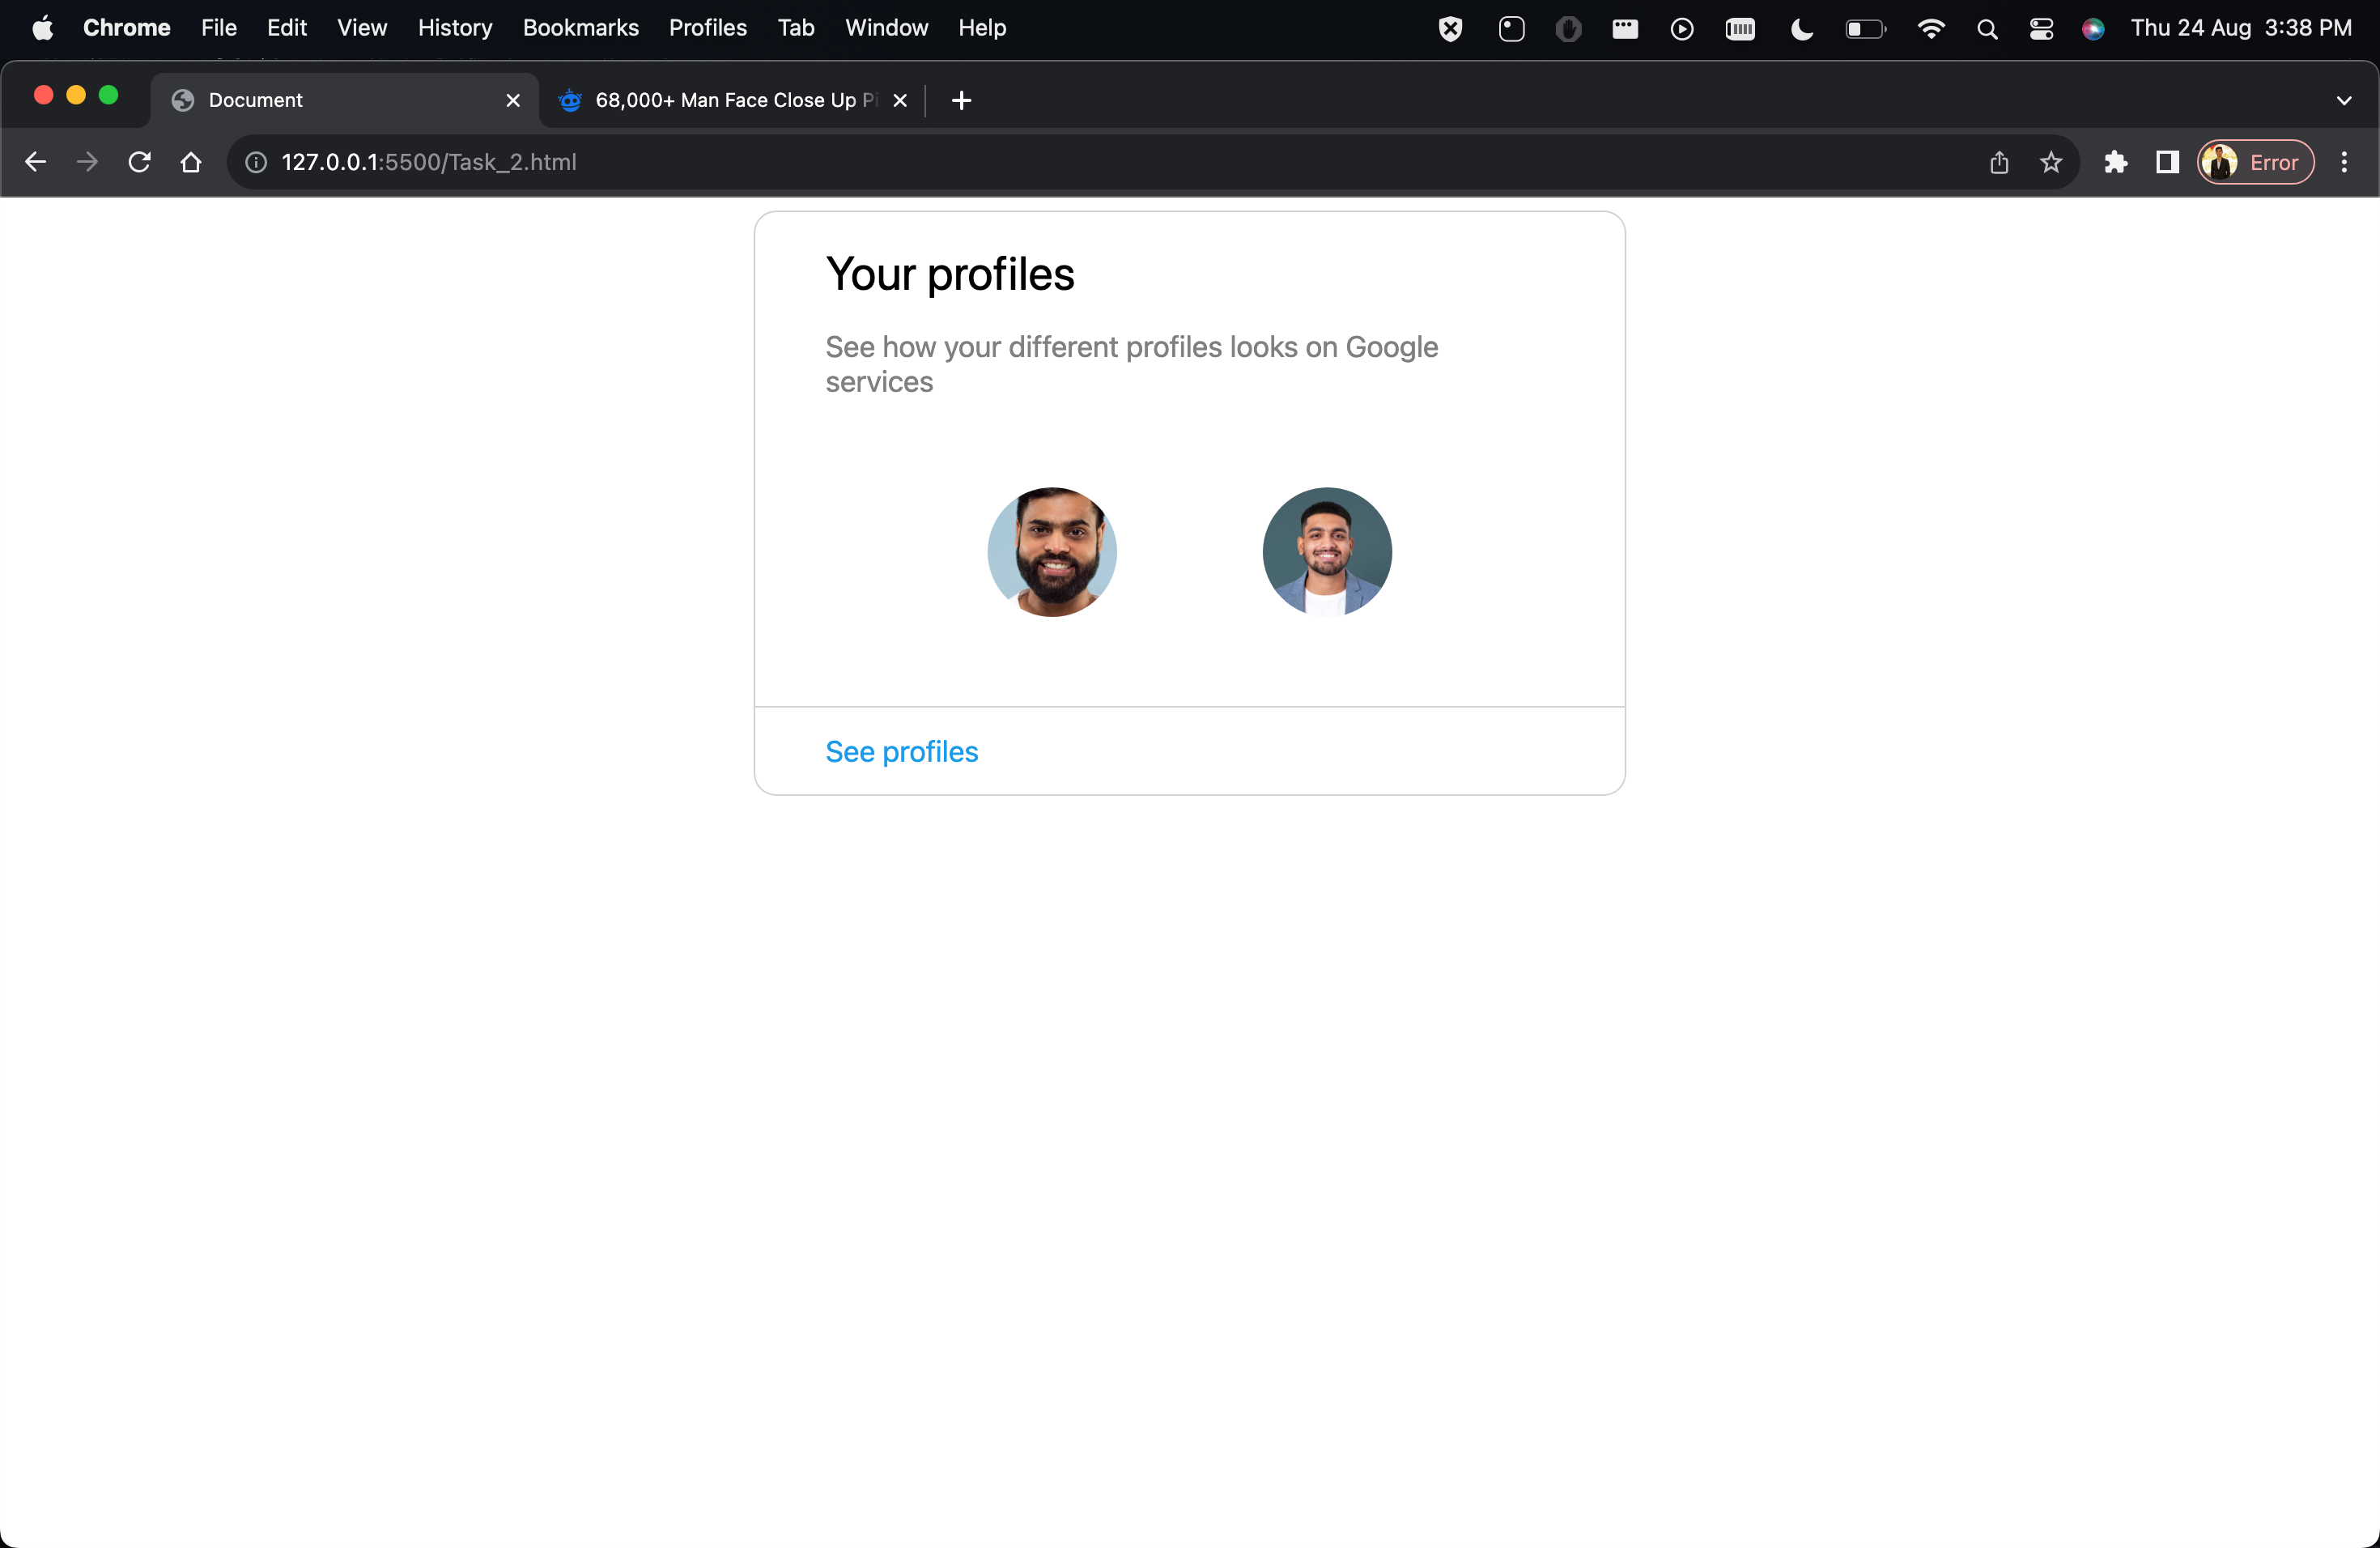 Chrome File Edit View History Bookmarks Profiles Tab Window Help Thu 24 Aug 3:38 PM
Document 68,000+ Man Face Close Up Pi
127.0.0.1:5500/Task_2.html Error
Your profiles
See how your different profiles looks on Google
services
See profiles